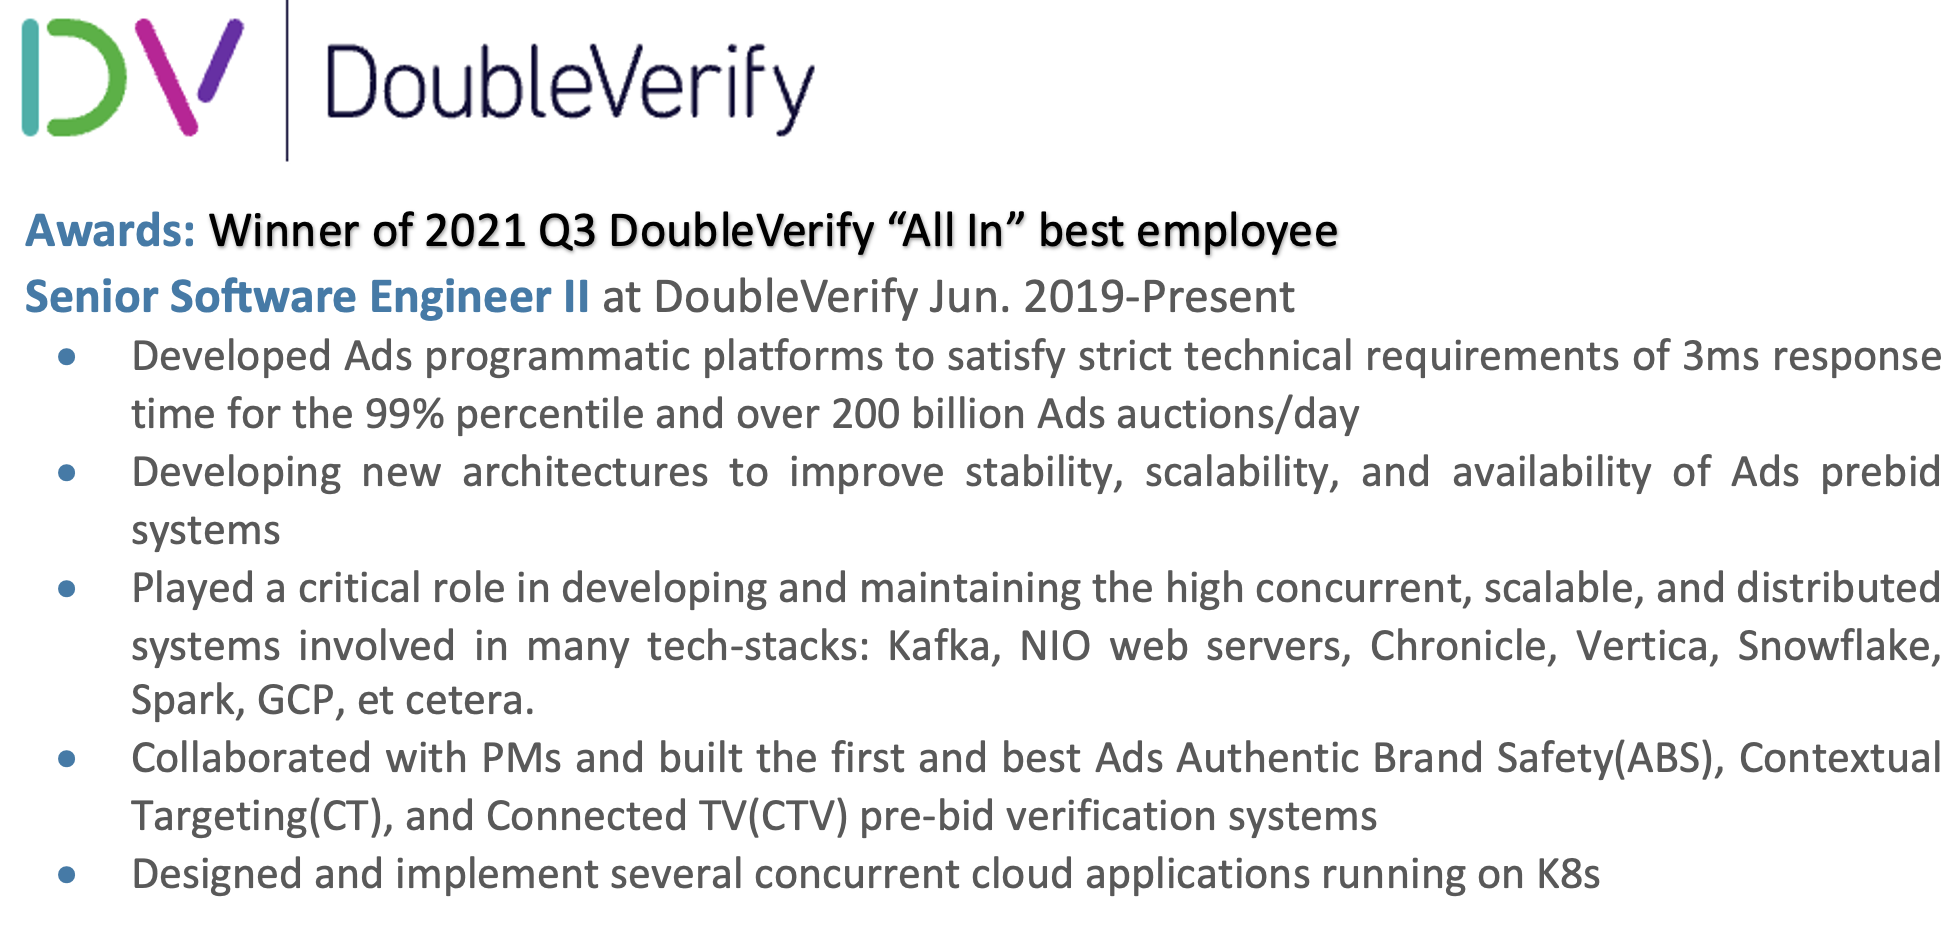 DV DoubleVerify
Awards: Winner of 2021 Q3 DoubleVerify “All In” best employee
Senior Software Engineer II at DoubleVerify Jun. 2019-Present
• Developed Ads programmatic platforms to satisfy strict technical requirements of 3ms response
time for the 99% percentile and over 200 billion Ads auctions/day
• Developing new architectures to improve stability, scalability, and availability of Ads prebid
systems
• Played a critical role in developing and maintaining the high concurrent, scalable, and distributed
systems involved in many tech-stacks: Kafka, NIO web servers, Chronicle, Vertica, Snowflake,
Spark, GCP, et cetera.
• Collaborated with PMs and built the first and best Ads Authentic Brand Safety(ABS), Contextual
Targeting(CT), and Connected TV(CTV) pre-bid verification systems
• Designed and implement several concurrent cloud applications running on K8s